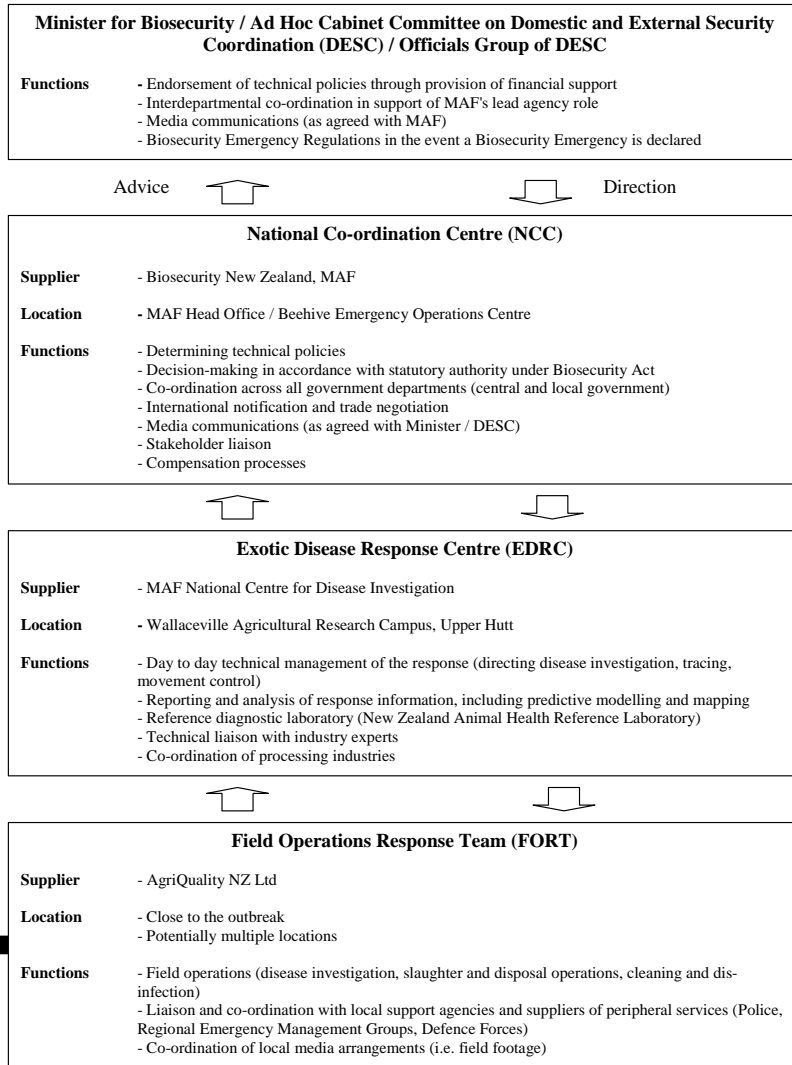 Minister for Biosecurity / Ad Hoc Cabinet Committee on Domestic and External Security
Coordination (DESC) / Officials Group of DESC
Functions - Endorsement of technical policies through provision of financial support
- Interdepartmental co-ordination in support of MAF's lead agency role
- Media communications (as agreed with MAF)
- Biosecurity Emergency Regulations in the event a Biosecurity Emergency is declared
Advice Direction
National Co-ordination Centre (NCC)
Supplier - Biosecurity New Zealand, MAF
Location - MAF Head Office / Beehive Emergency Operations Centre
Functions - Determining technical policies
- Decision-making in accordance with statutory authority under Biosecurity Act
- Co-ordination across all government departments (central and local government)
- International notification and trade negotiation
- Media communications (as agreed with Minister / DESC)
- Stakeholder liaison
- Compensation processes
Exotic Disease Response Centre (EDRC)
Supplier - MAF National Centre for Disease Investigation
Location - Wallaceville Agricultural Research Campus, Upper Hutt
Functions - Day to day technical management of the response (directing disease investigation, tracing,
movement control)
- Reporting and analysis of response information, including predictive modelling and mapping
- Reference diagnostic laboratory (New Zealand Animal Health Reference Laboratory)
- Technical liaison with industry experts
- Co-ordination of processing industries
Field Operations Response Team (FORT)
Supplier - AgriQuality NZ Ltd
Location - Close to the outbreak
- Potentially multiple locations
Functions - Field operations (disease investigation, slaughter and disposal operations, cleaning and dis-
infection)
- Liaison and co-ordination with local support agencies and suppliers of peripheral services (Police,
Regional Emergency Management Groups, Defence Forces)
- Co-ordination of local media arrangements (i.e. field footage)